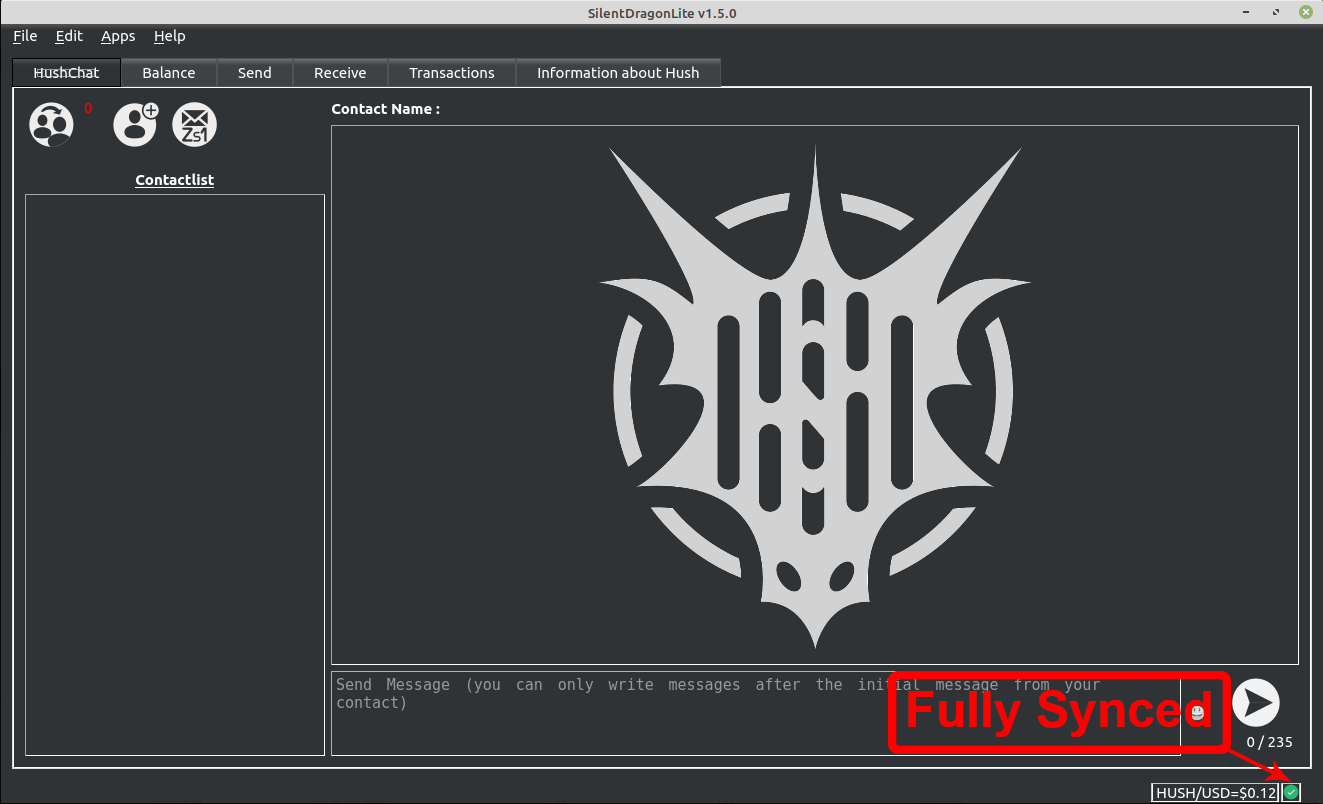 SilentDragonLite v1.5.0
File Edit Apps Help
HushChat Balance Send Receive Transactions Information about Hush
0
Zs1
Contact Name :
Contactlist
Send Message (you can only write messages after the initial message from your
contact)
Fully Synced
0 / 235
HUSH/USD=$0.12